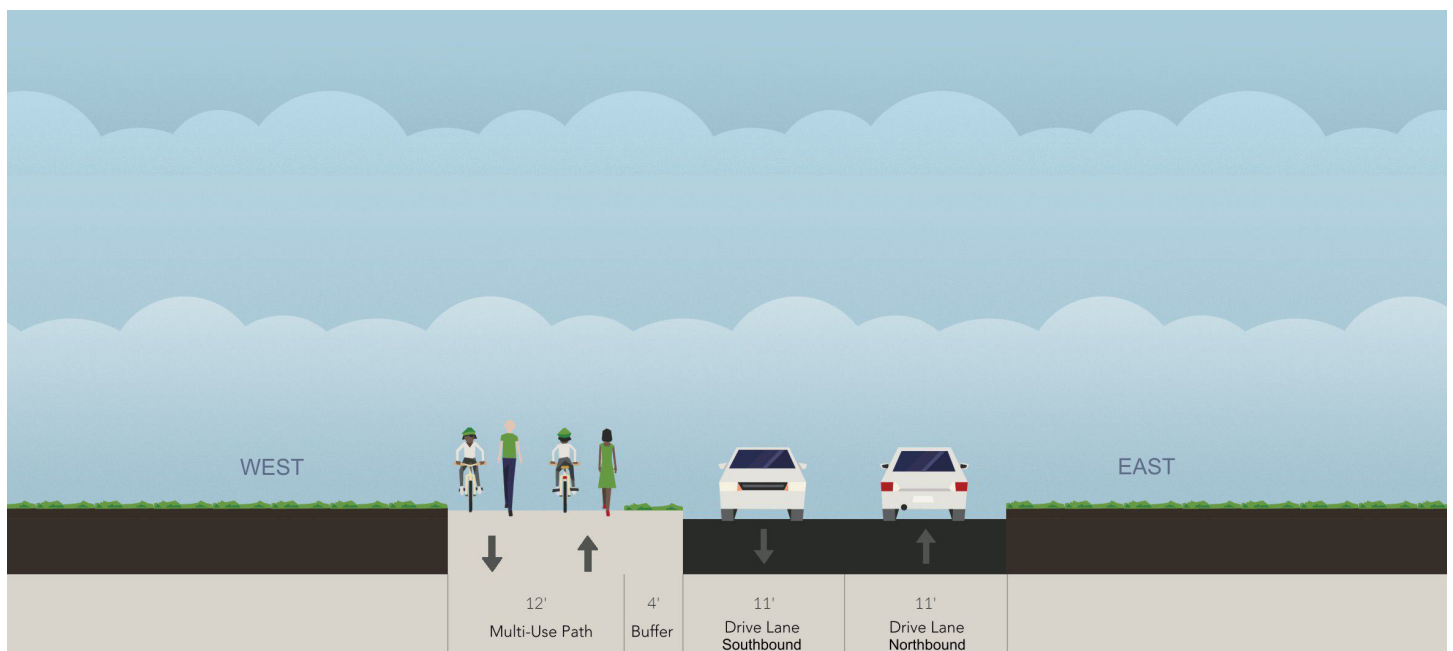 WEST
EAST
12'
Multi-Use Path
4'
Buffer
11'
Drive Lane
Southbound
11'
Drive Lane
Northbound